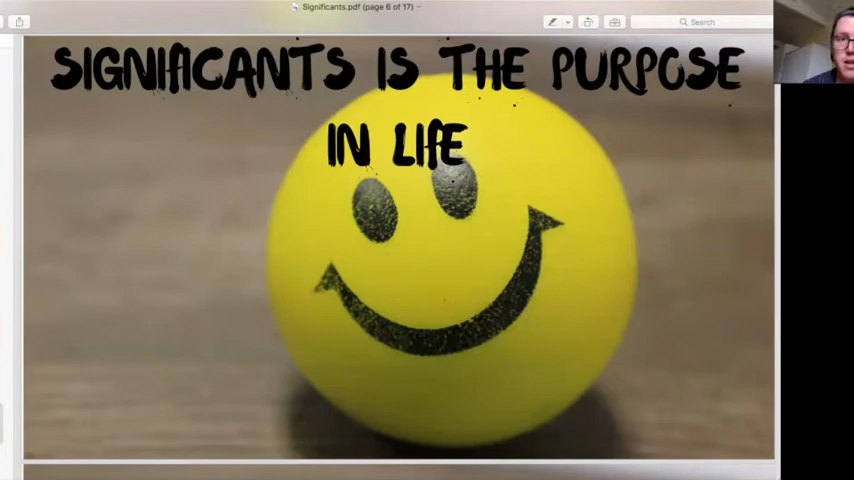 Significants.pdf (page 6 of 17)
Search
SIGNIFICANTS IS THE PURPOSE
IN LIFE